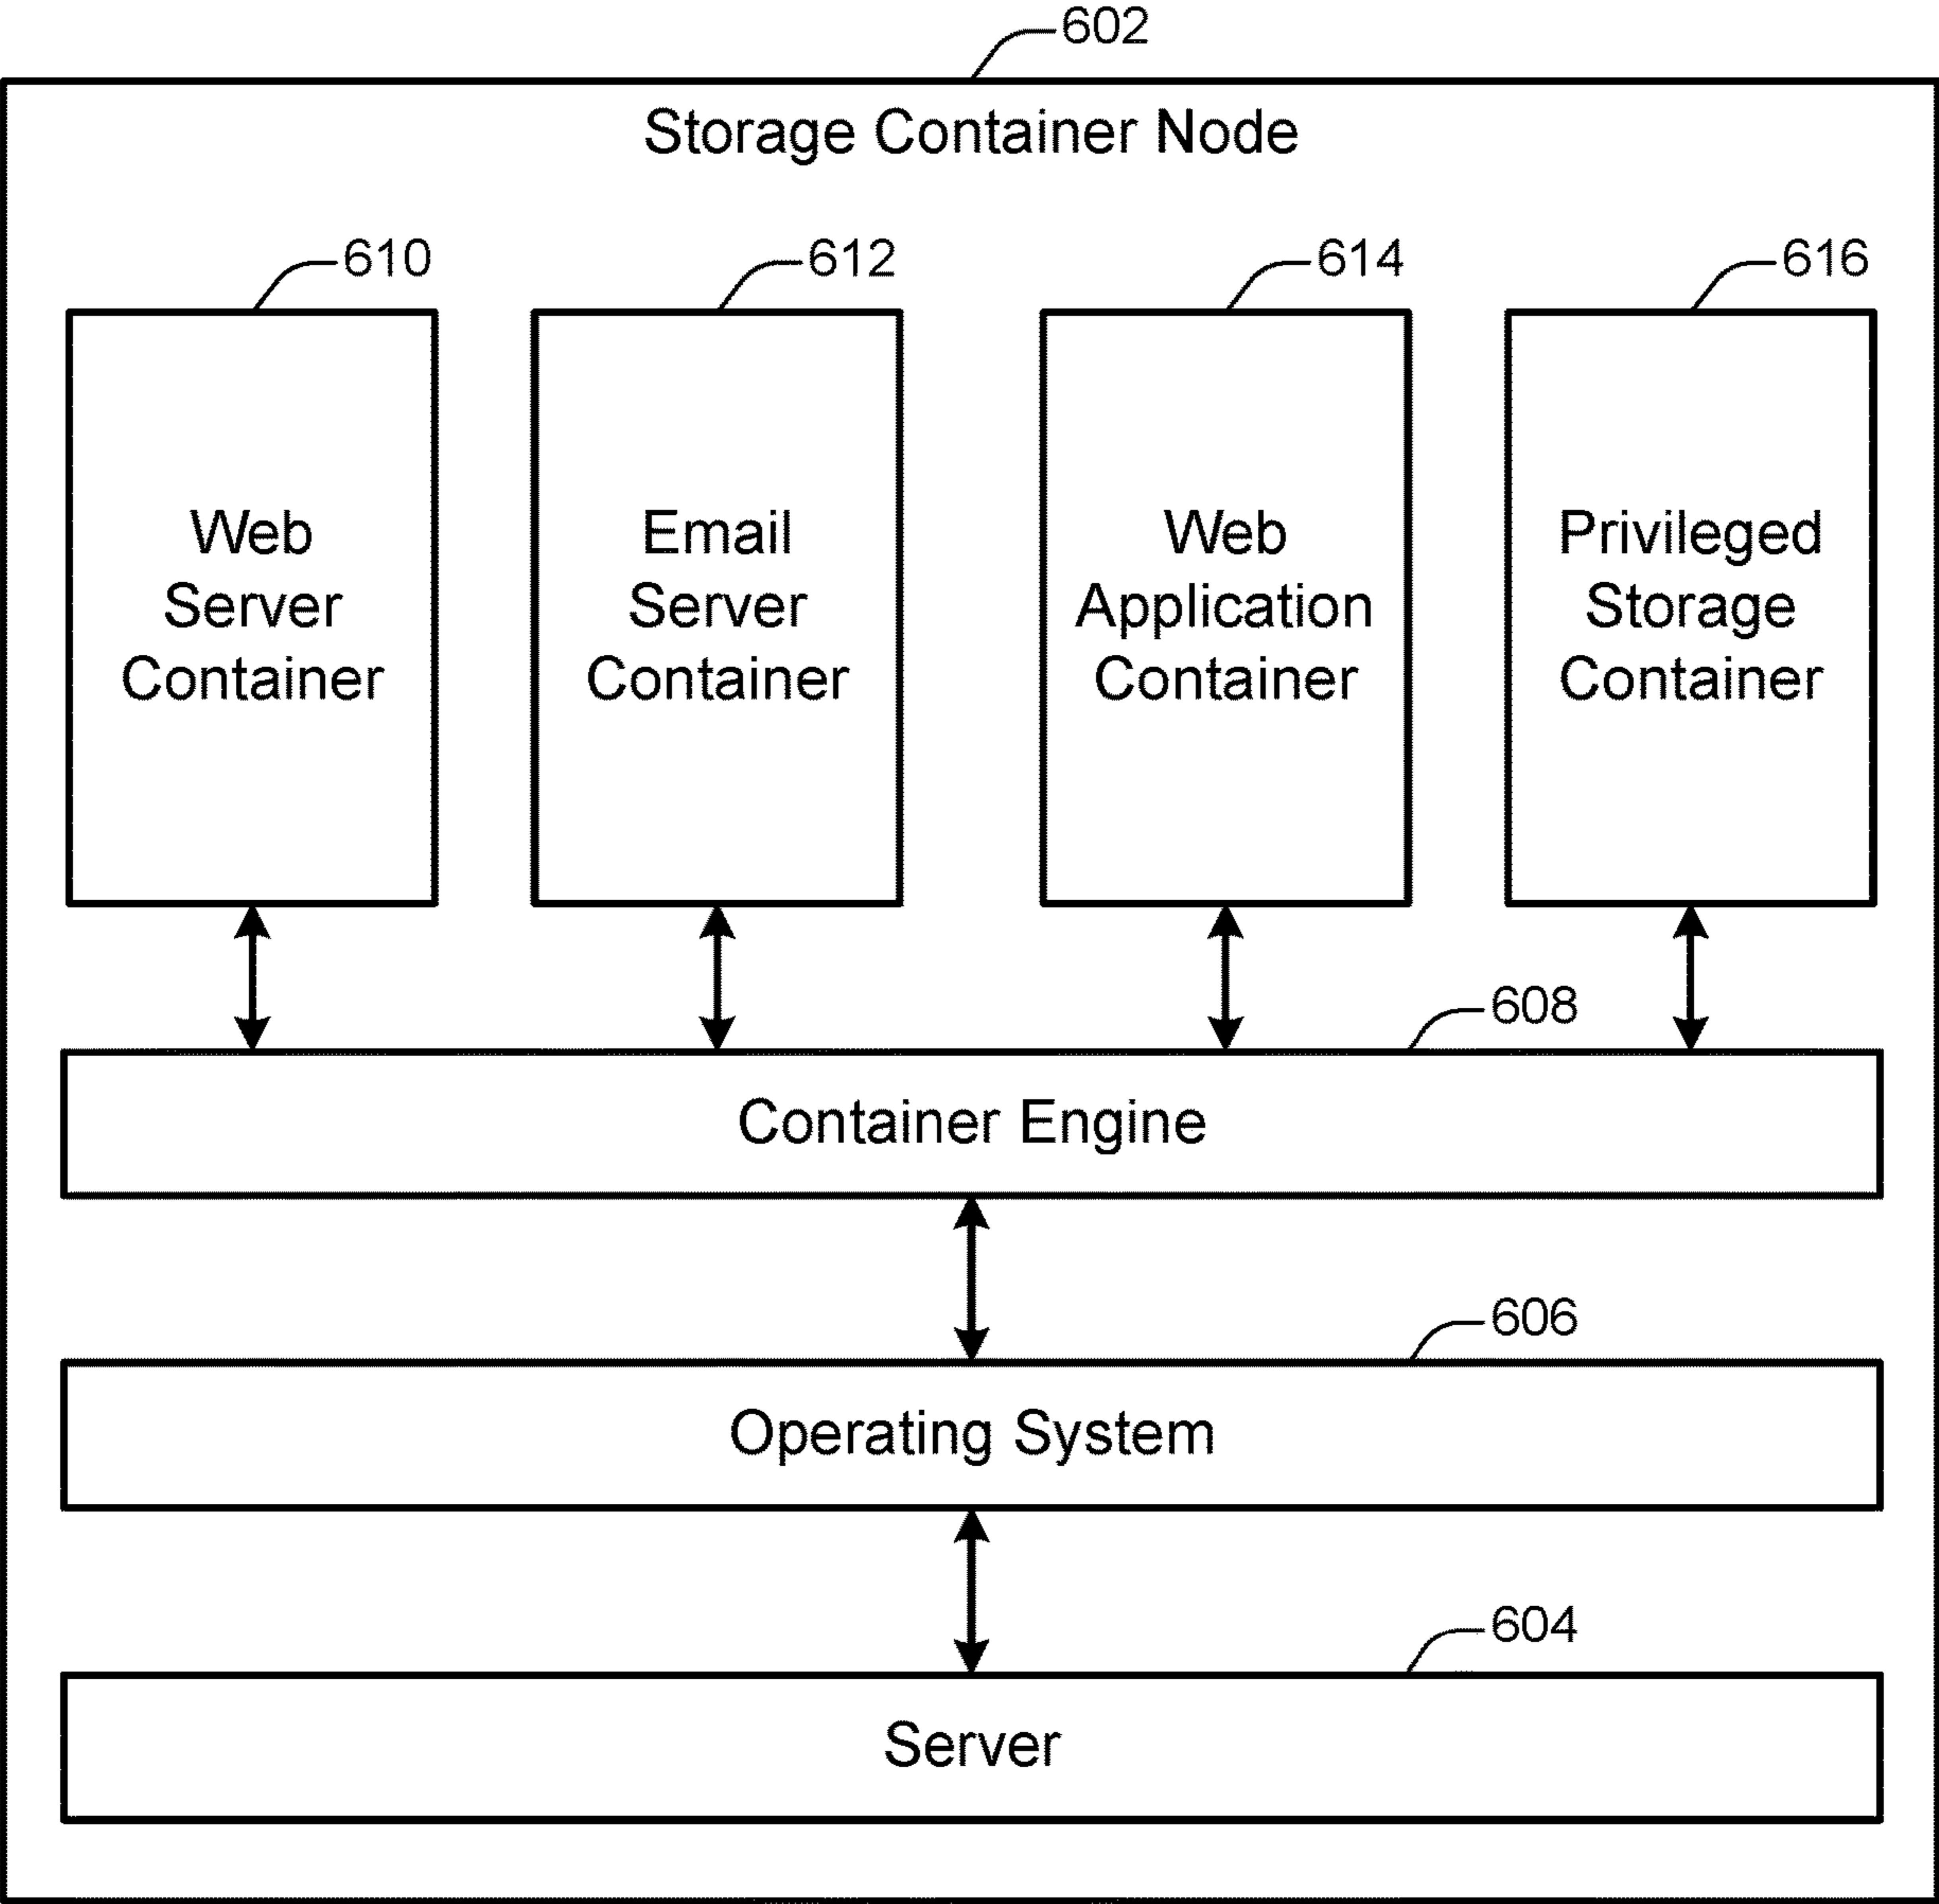 602
Storage Container Node
610
612
614
616
Web
Server
Container
Email
Server
Container
Web
Application
Container
Privileged
Storage
Container
608
Container Engine
606
Operating System
604
Server